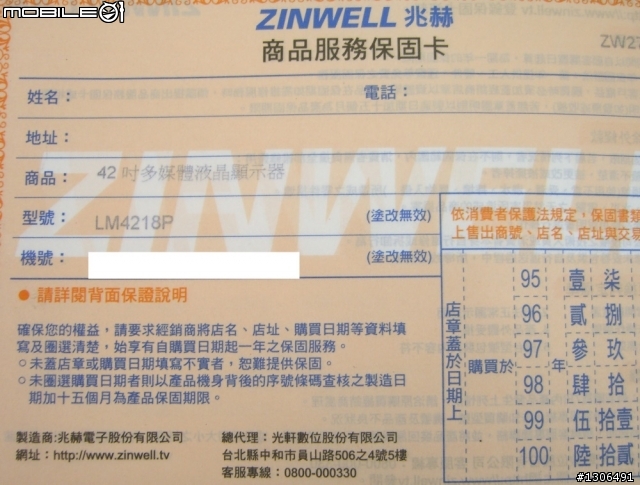 MOBILE01
ZINWELL 兆赫
商品服務保固卡
ZW27
姓名： 電話：
地址：
ZINWELL
商品： 42 吋多媒體液晶顯示器
型號： LM4218P (塗改無效)
機號： (塗改無效)
依消費者保護法規定，保固書
上售出商號、店名、店址與交易
● 請詳閱背面保證說明
確保您的權益，請要求經銷商將店名、店址、購買日期等資料填
寫及圈選清楚，始享有自購買日期起一年之保固服務。
○未蓋店章或購買日期填寫不實者，恕難提供保固。
○未圈選購買日期者則以產品機身背後的序號條碼查核之製造日
期加十五個月為產品保固期限。
店章蓋於日期上
購買於
95 壹 柒
96 貳 捌
97 參 玖
年
98 肆 拾
99 伍 拾壹
100 陸 拾貳
製造商:兆赫電子股份有限公司
網址：http://www.zinwell.tv
總代理：光軒數位股份有限公司
台北縣中和市員山路506之4號5樓
客服專線：0800-000330
#1306491